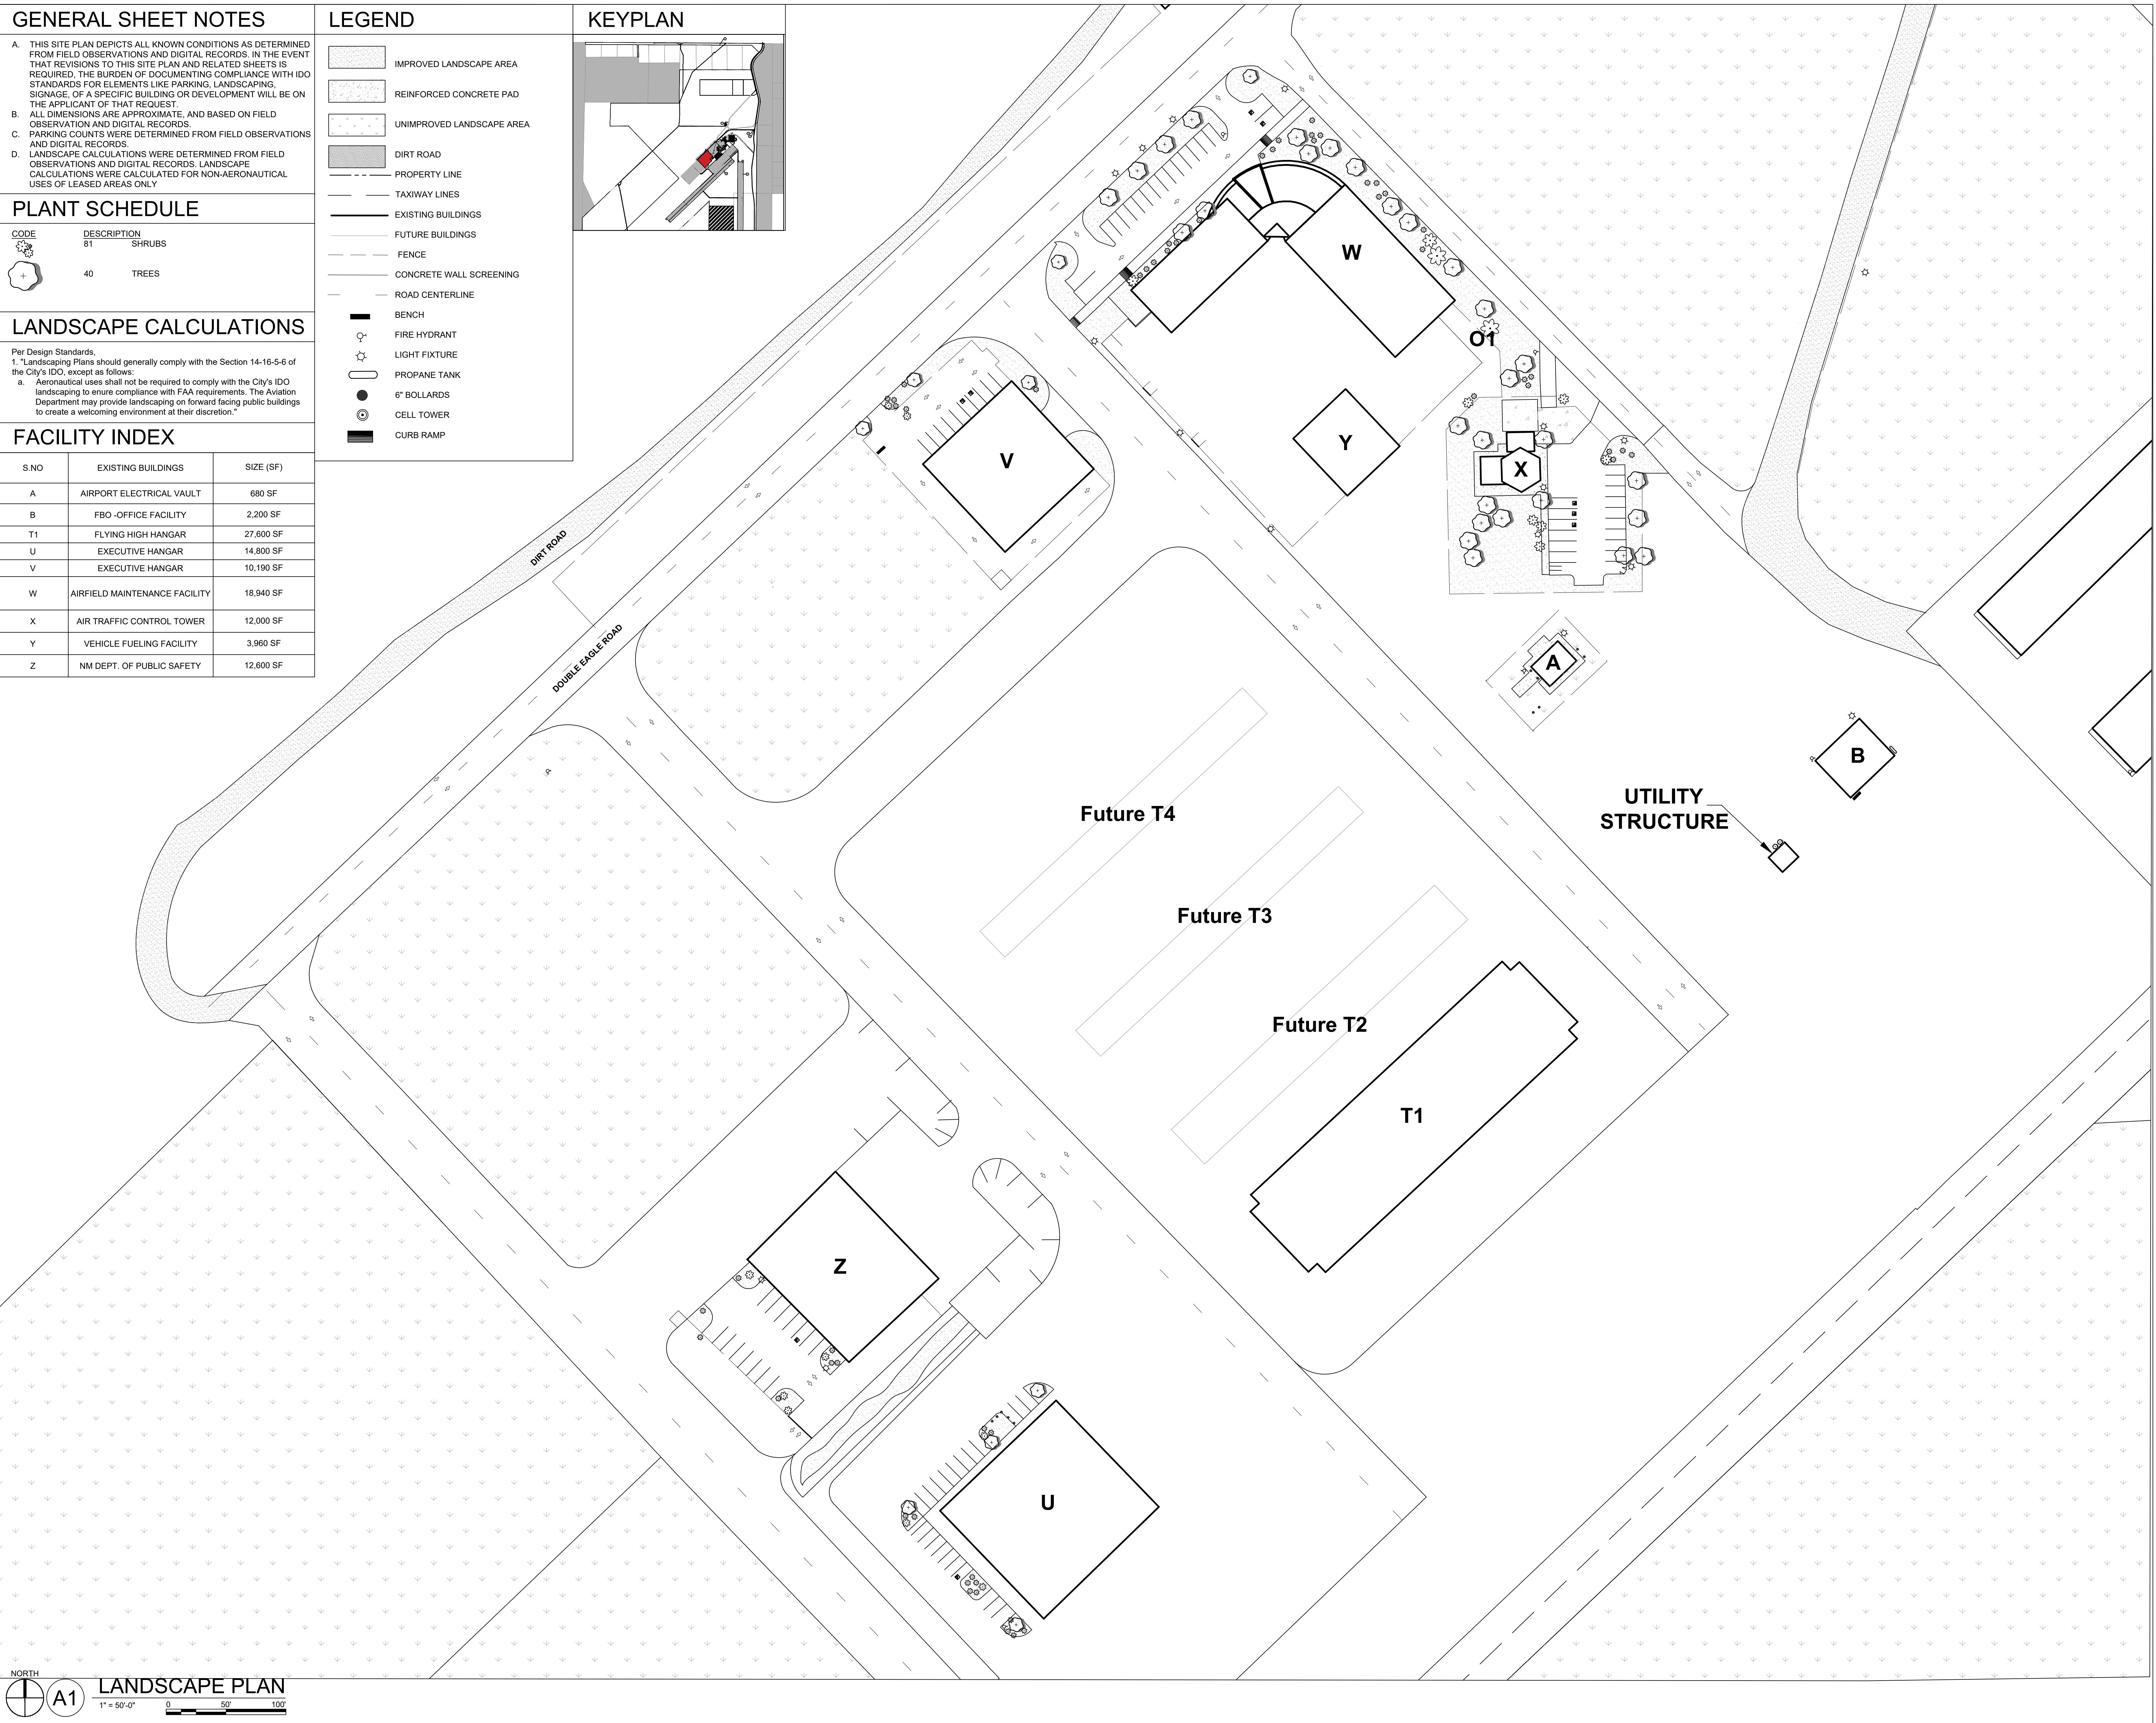 GENERAL SHEET NOTES
A. THIS SITE PLAN DEPICTS ALL KNOWN CONDITIONS AS DETERMINED
FROM FIELD OBSERVATIONS AND DIGITAL RECORDS. IN THE EVENT
THAT REVISIONS TO THIS SITE PLAN AND RELATED SHEETS IS
REQUIRED, THE BURDEN OF DOCUMENTING COMPLIANCE WITH IDO
STANDARDS FOR ELEMENTS LIKE PARKING, LANDSCAPING,
SIGNAGE, OF A SPECIFIC BUILDING OR DEVELOPMENT WILL BE ON
THE APPLICANT OF THAT REQUEST.
B. ALL DIMENSIONS ARE APPROXIMATE, AND BASED ON FIELD
OBSERVATION AND DIGITAL RECORDS.
C. PARKING COUNTS WERE DETERMINED FROM FIELD OBSERVATIONS
AND DIGITAL RECORDS.
D. LANDSCAPE CALCULATIONS WERE DETERMINED FROM FIELD
OBSERVATIONS AND DIGITAL RECORDS. LANDSCAPE
CALCULATIONS WERE CALCULATED FOR NON-AERONAUTICAL
USES OF LEASED AREAS ONLY
PLANT SCHEDULE
CODE DESCRIPTION
81 SHRUBS
40 TREES
LANDSCAPE CALCULATIONS
Per Design Standards,
1. "Landscaping Plans should generally comply with the Section 14-16-5-6 of
the City's IDO, except as follows:
a. Aeronautical uses shall not be required to comply with the City's IDO
landscaping to enure compliance with FAA requirements. The Aviation
Department may provide landscaping on forward facing public buildings
to create a welcoming environment at their discretion."
FACILITY INDEX
S.NO EXISTING BUILDINGS SIZE (SF)
A AIRPORT ELECTRICAL VAULT 680 SF
B FBO -OFFICE FACILITY 2,200 SF
T1 FLYING HIGH HANGAR 27,600 SF
U EXECUTIVE HANGAR 14,800 SF
V EXECUTIVE HANGAR 10,190 SF
W AIRFIELD MAINTENANCE FACILITY 18,940 SF
X AIR TRAFFIC CONTROL TOWER 12,000 SF
Y VEHICLE FUELING FACILITY 3,960 SF
Z NM DEPT. OF PUBLIC SAFETY 12,600 SF
LEGEND
IMPROVED LANDSCAPE AREA
REINFORCED CONCRETE PAD
UNIMPROVED LANDSCAPE AREA
DIRT ROAD
PROPERTY LINE
TAXIWAY LINES
EXISTING BUILDINGS
FUTURE BUILDINGS
FENCE
CONCRETE WALL SCREENING
ROAD CENTERLINE
BENCH
FIRE HYDRANT
LIGHT FIXTURE
PROPANE TANK
6" BOLLARDS
CELL TOWER
CURB RAMP
KEYPLAN
W
O1
Y
V
X
DIRT ROAD
DOUBLE EAGLE ROAD
A
B
UTILITY
STRUCTURE
Future T4
Future T3
Future T2
T1
Z
U
NORTH
A1
LANDSCAPE PLAN
1" = 50'-0" 0 50' 100'